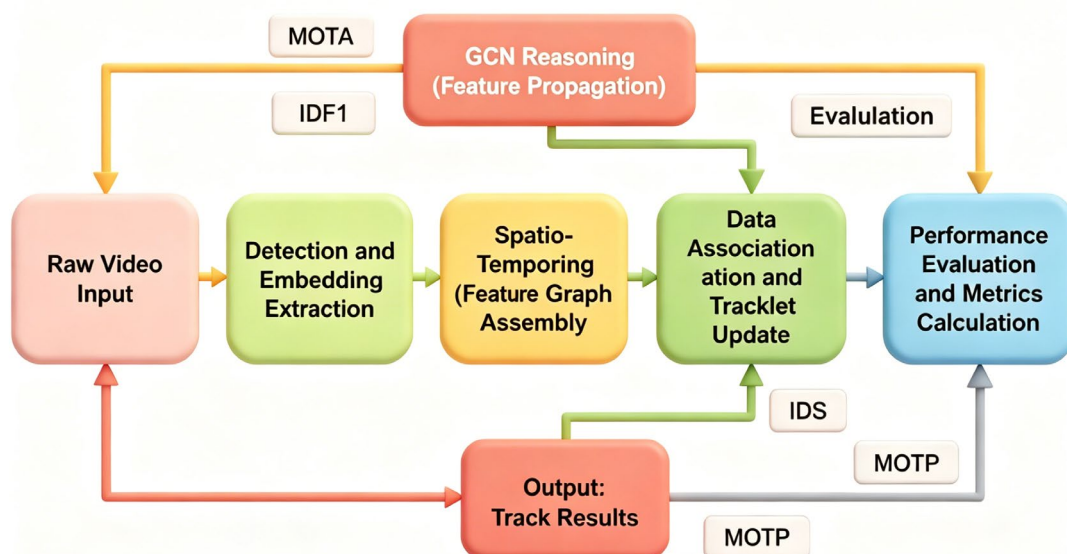 MOTA
GCN Reasoning
(Feature Propagation)
IDF1
Evalulation
Raw Video
Input
Detection and
Embedding
Extraction
Spatio-
Temporing
(Feature Graph
Assembly
Data
Association
ation and
Tracklet
Update
Performance
Evaluation
and Metrics
Calculation
IDS
MOTP
Output:
Track Results
MOTP